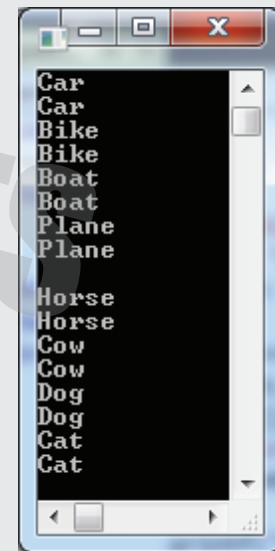 Car
Car
Bike
Bike
Boat
Boat
Plane
Plane
Horse
Horse
Cow
Cow
Dog
Dog
Cat
Cat